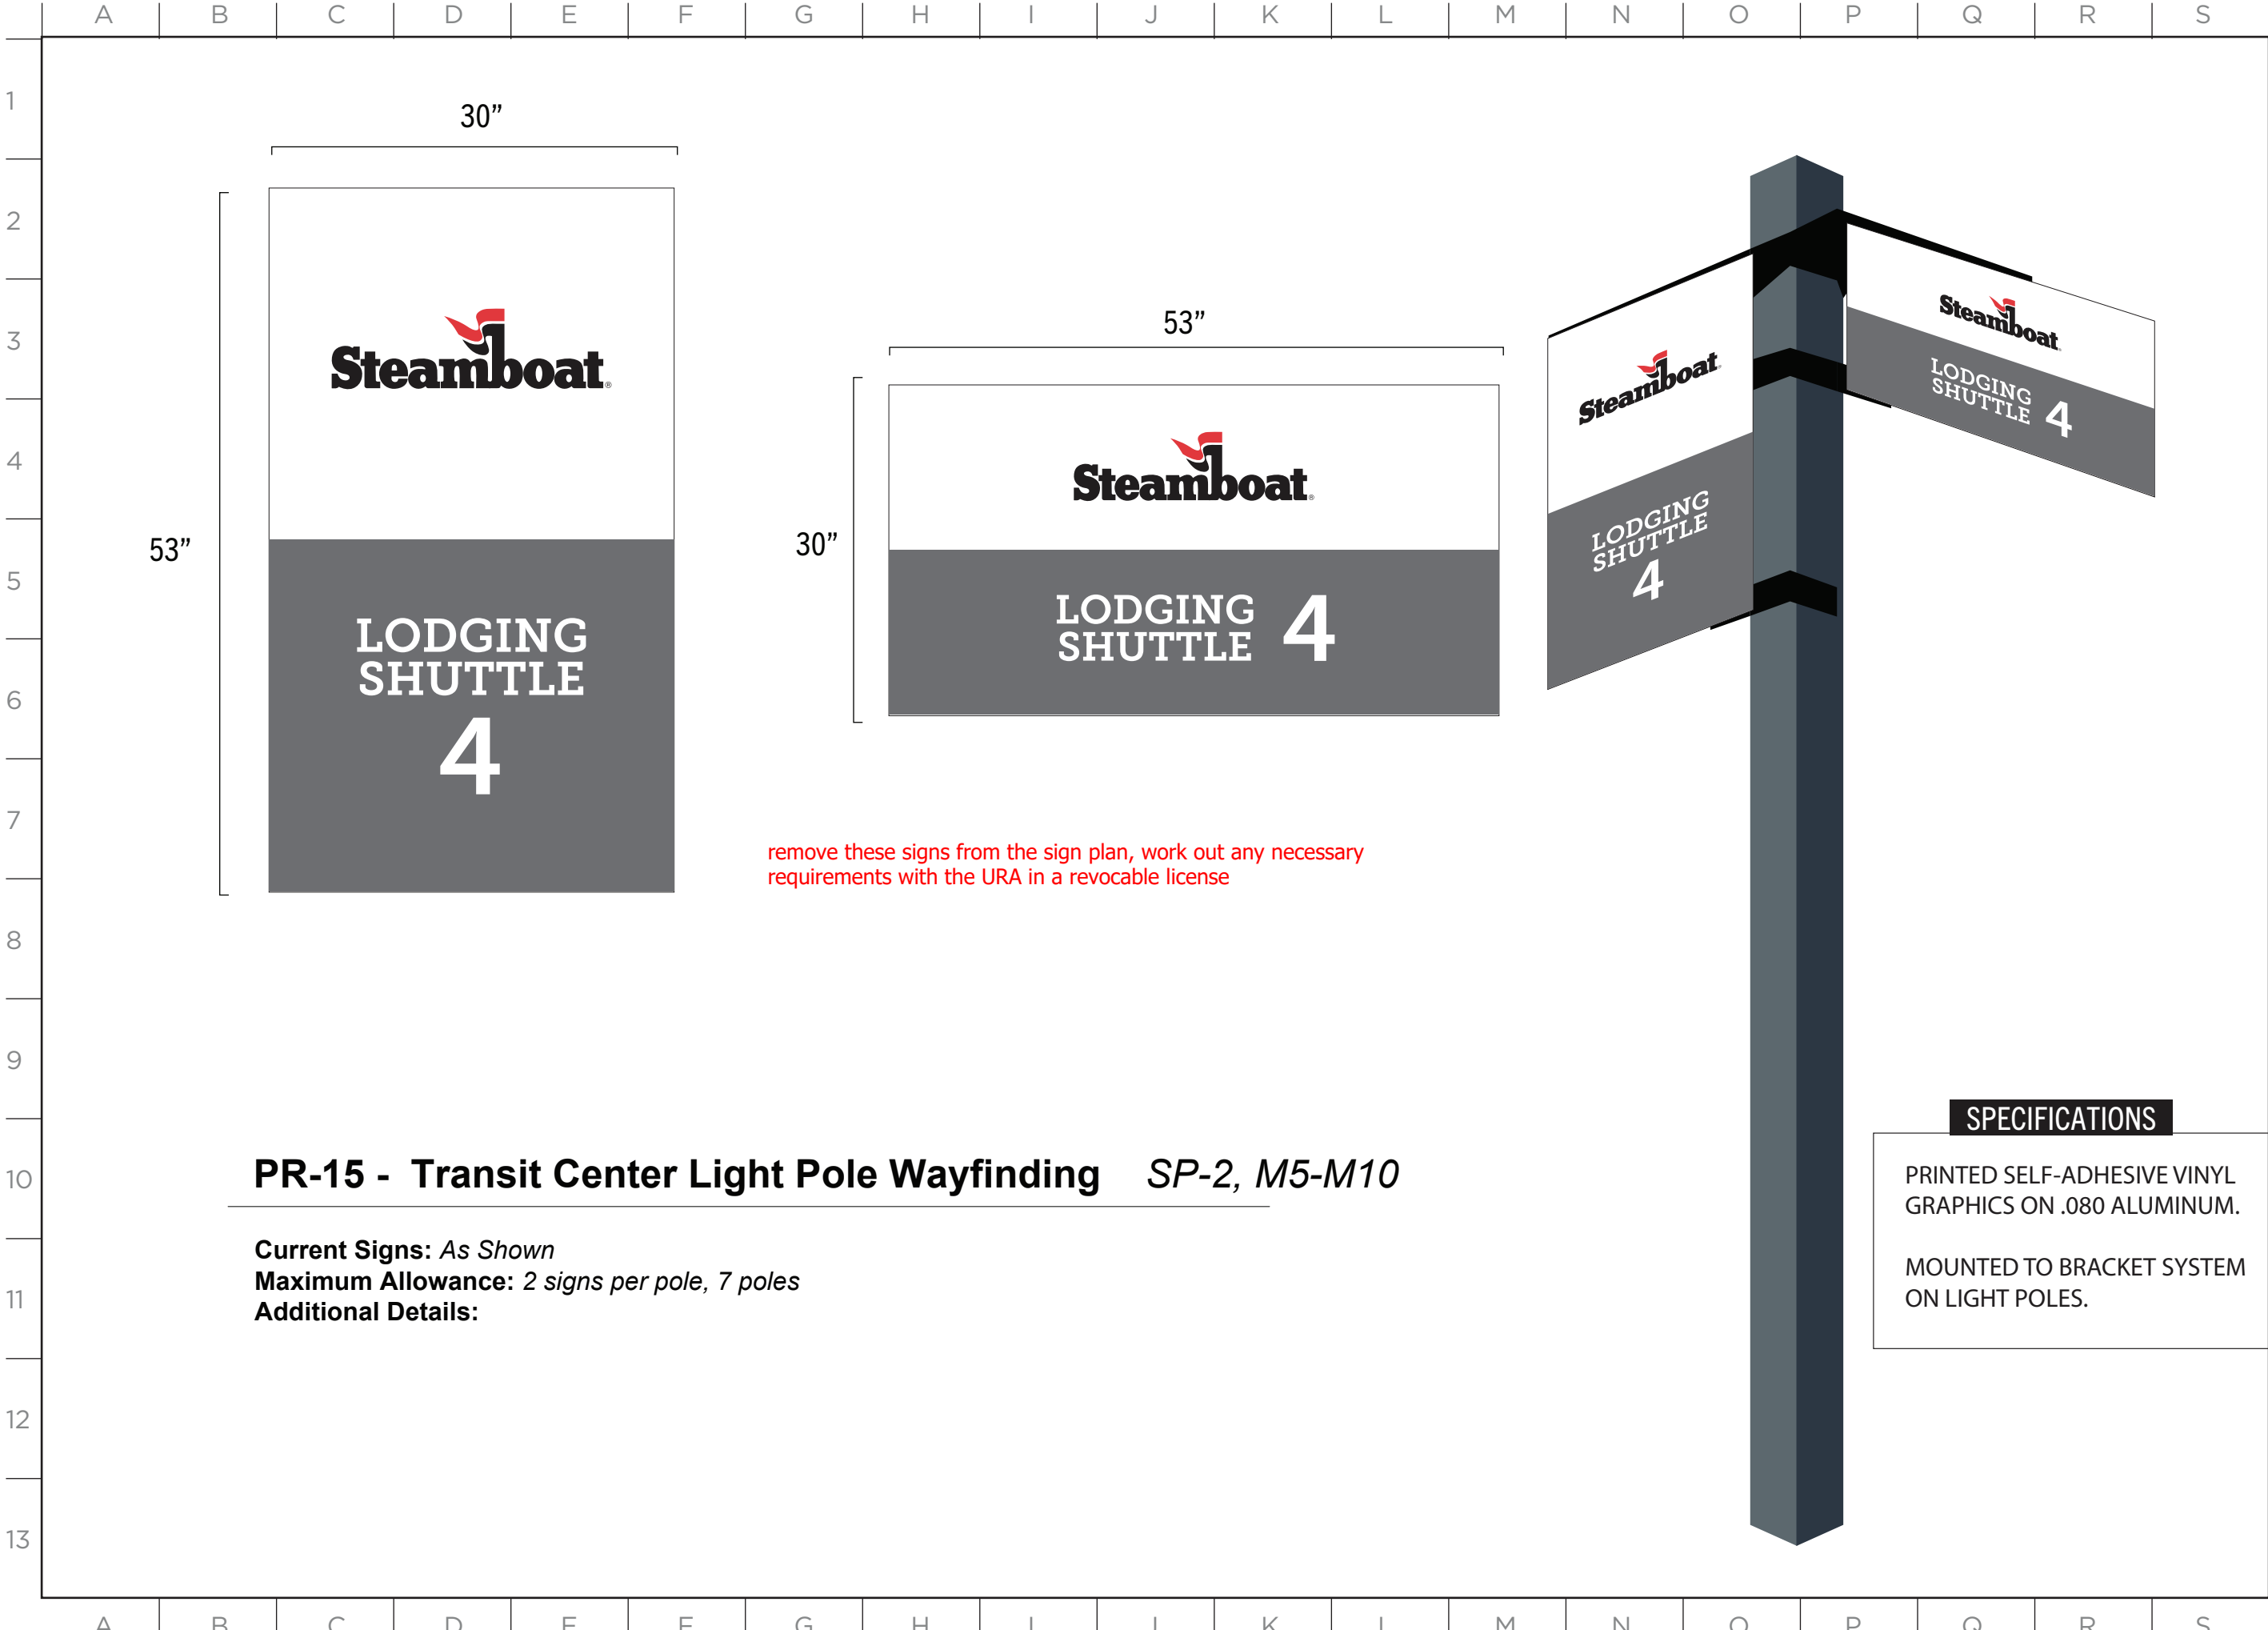 A B C D E F G H I J K L M N O P Q R S
1
2
3
4
5
6
7
8
9
10
11
12
13
30”
53”
Steamboat®
LODGING
SHUTTLE
4
53”
30”
Steamboat®
LODGING
SHUTTLE 4
Steamboat
LODGING
SHUTTLE
4
Steamboat
LODGING
SHUTTLE 4
remove these signs from the sign plan, work out any necessary
requirements with the URA in a revocable license
PR-15 - Transit Center Light Pole Wayfinding SP-2, M5-M10
Current Signs: As Shown
Maximum Allowance: 2 signs per pole, 7 poles
Additional Details:
SPECIFICATIONS
PRINTED SELF-ADHESIVE VINYL
GRAPHICS ON .080 ALUMINUM.
MOUNTED TO BRACKET SYSTEM
ON LIGHT POLES.
A B C D E F G H I J K L M N O P Q R S